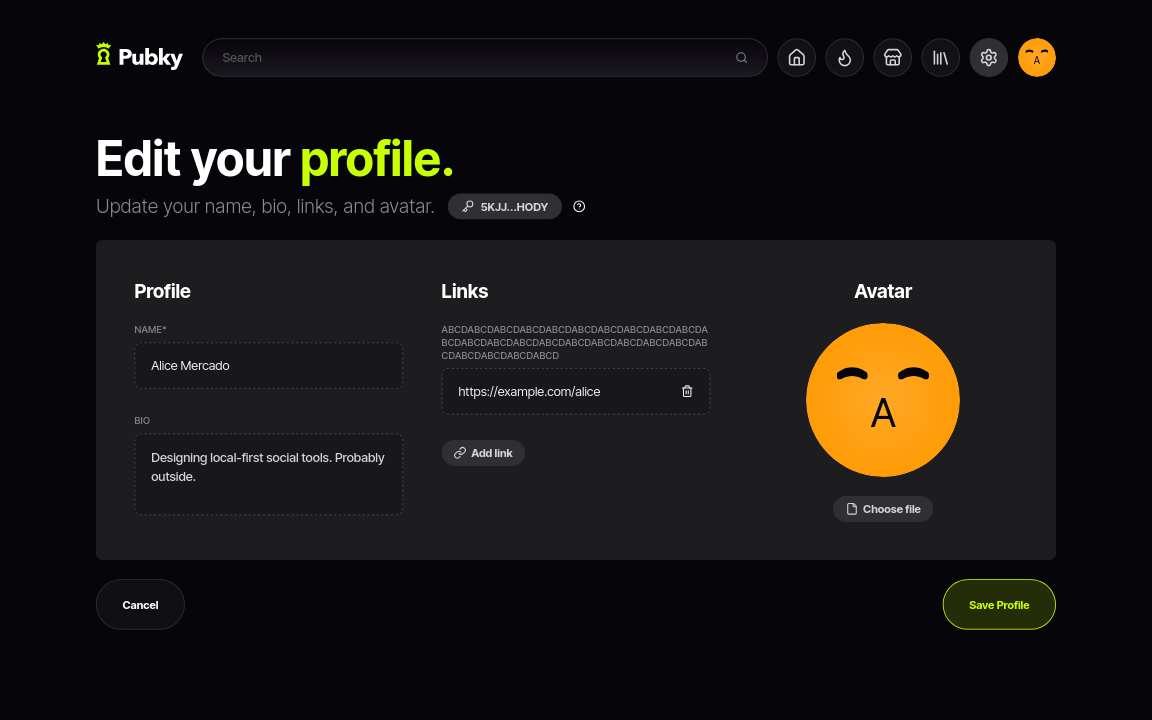 Pubky
Search
A
Edit your profile.
Update your name, bio, links, and avatar.
5KJJ...HODY
Profile
NAME*
Alice Mercado
BIO
Designing local-first social tools. Probably
outside.
Links
ABCDABCDABCDABCDABCDABCDABCDABCDABCDABCDA
BCDABCDABCDABCDABCDABCDABCDABCDABCDABCDAB
CDABCDABCDABCDABCD
https://example.com/alice
Add link
Avatar
A
Choose file
Cancel
Save Profile